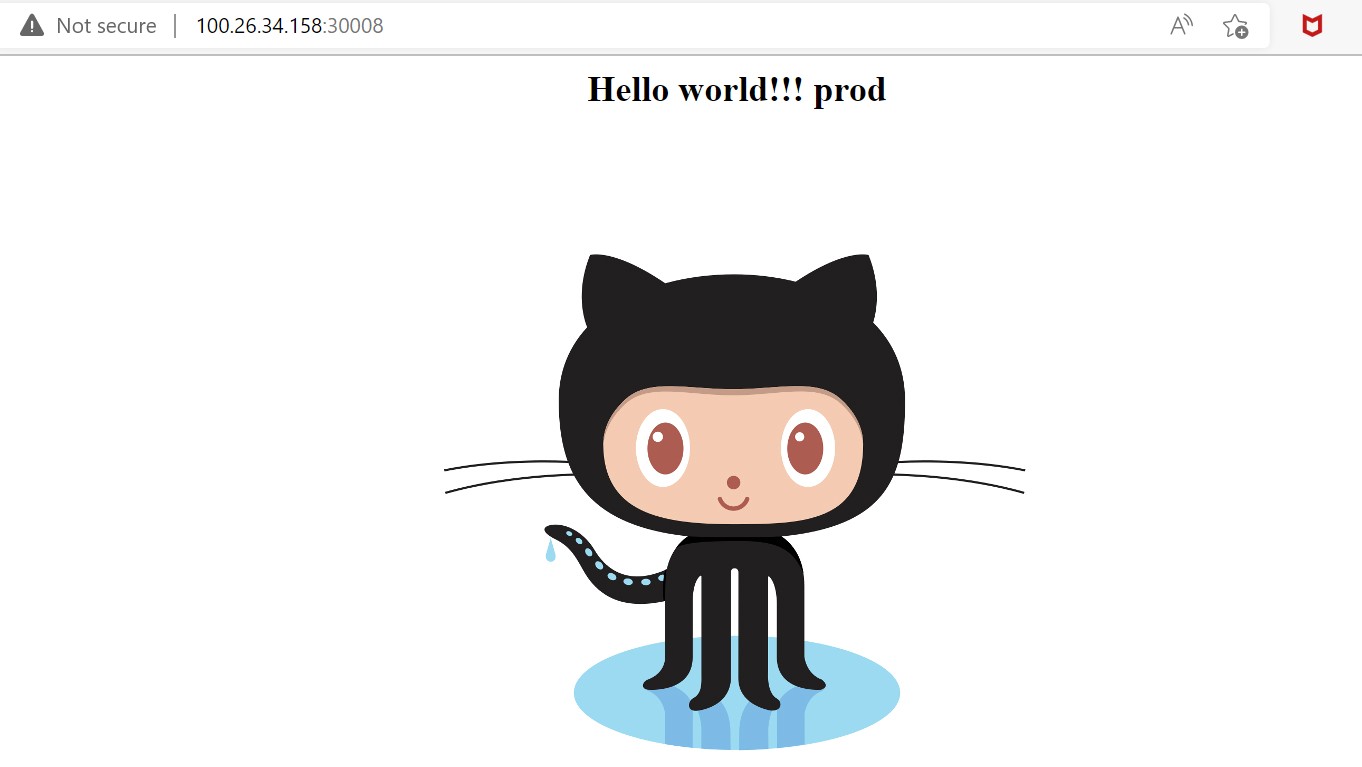 Not secure
100.26.34.158:30008
A
Hello world!!! prod